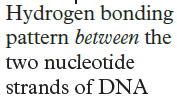 Hydrogen bonding
pattern between the
two nucleotide
strands of DNA